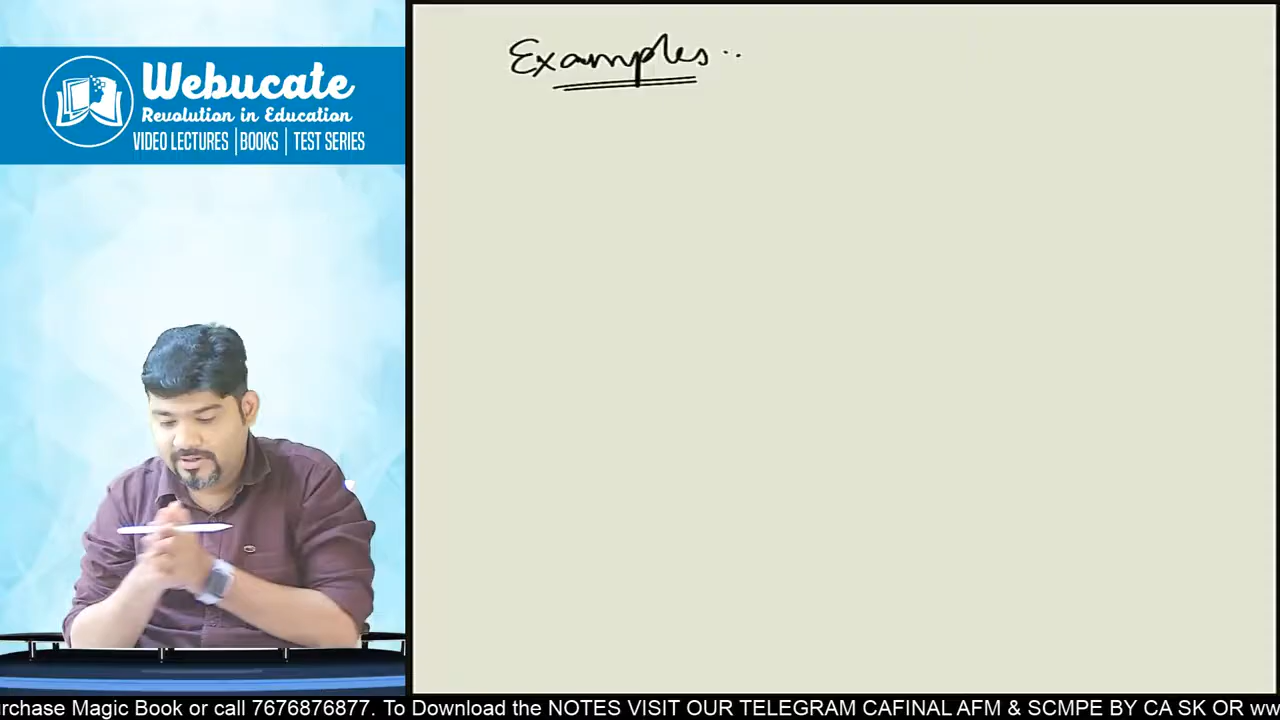 Webucate
Revolution in Education
VIDEO LECTURES | BOOKS | TEST SERIES
Examples..
rchase Magic Book or call 7676876877. To Download the NOTES VISIT OUR TELEGRAM CAFINAL AFM & SCMPE BY CA SK OR ww